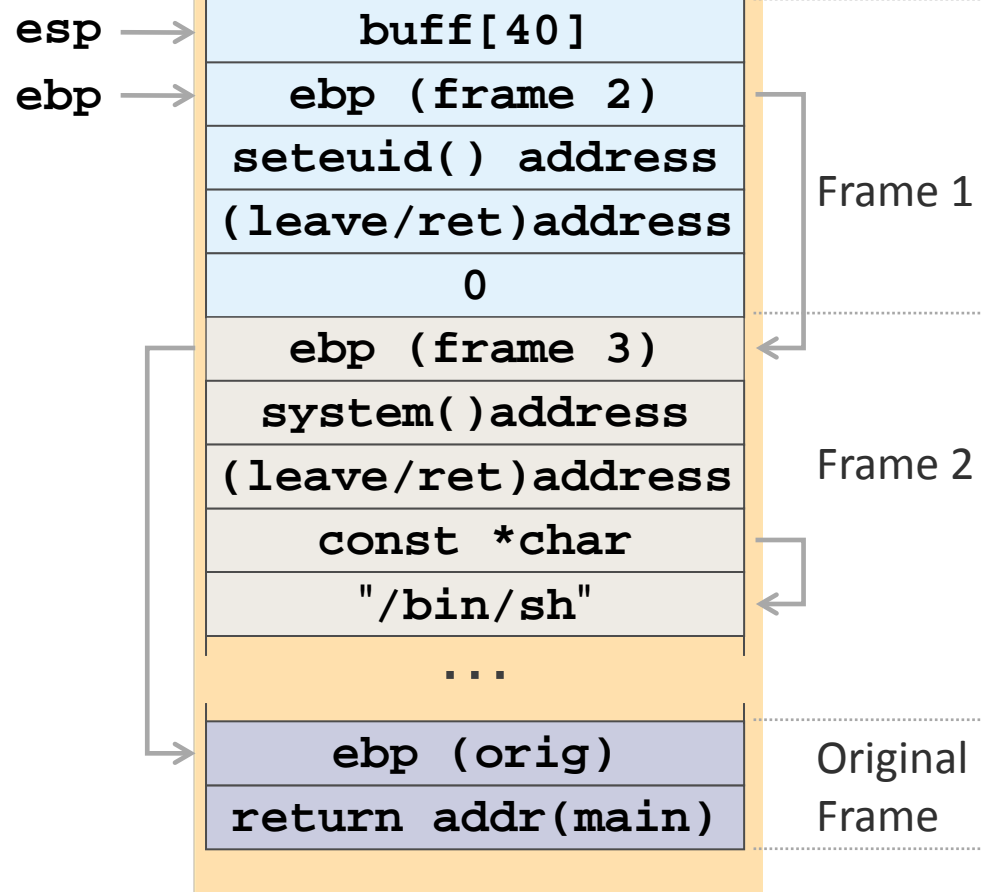 esp
buff[40]
ebp
ebp (frame 2)
seteuid() address
Frame 1
(leave/ret)address
0
ebp (frame 3)
system()address
(leave/ret)address
Frame 2
const *char
"/bin/sh"
...
ebp (orig)
return addr(main)
Original
Frame